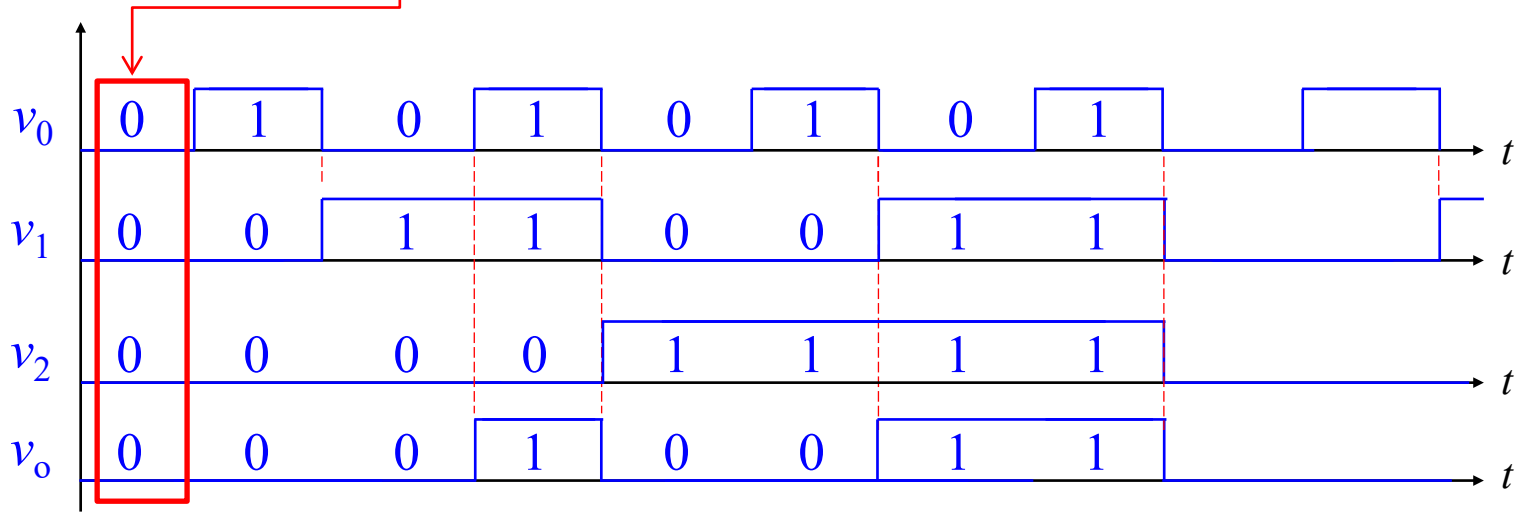 v₀ 0 1 0 1 0 1 0 1 t
v₁ 0 0 1 1 0 0 1 1 t
v₂ 0 0 0 0 1 1 1 1 t
vₒ 0 0 0 1 0 0 1 1 t